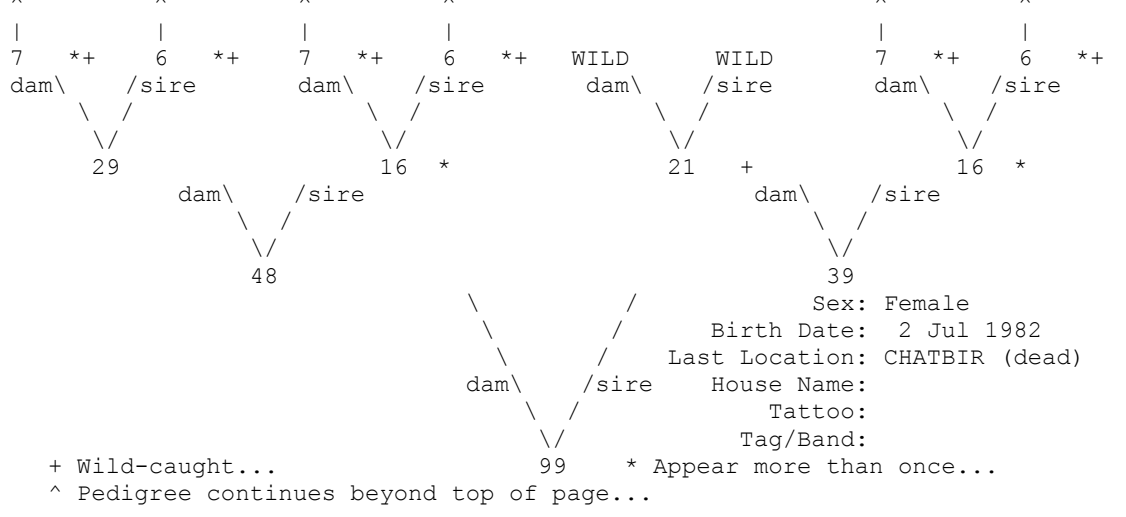 ^ ^ ^ ^ ^ ^
| | | | | |
7 *+ 6 *+ 7 *+ 6 *+ WILD WILD 7 *+ 6 *+
dam\ /sire dam\ /sire dam\ /sire dam\ /sire
\ / \ / \ / \ /
\/ \/ \/ \/
29 16 * 21 + 16 *
dam\ /sire dam\ /sire
\ / \ /
\/ \/
48 39
\ / Sex: Female
\ / Birth Date: 2 Jul 1982
\ / Last Location: CHATBIR (dead)
dam\ /sire House Name:
\ / Tattoo:
\/ Tag/Band:
+ Wild-caught... 99 * Appear more than once...
^ Pedigree continues beyond top of page...